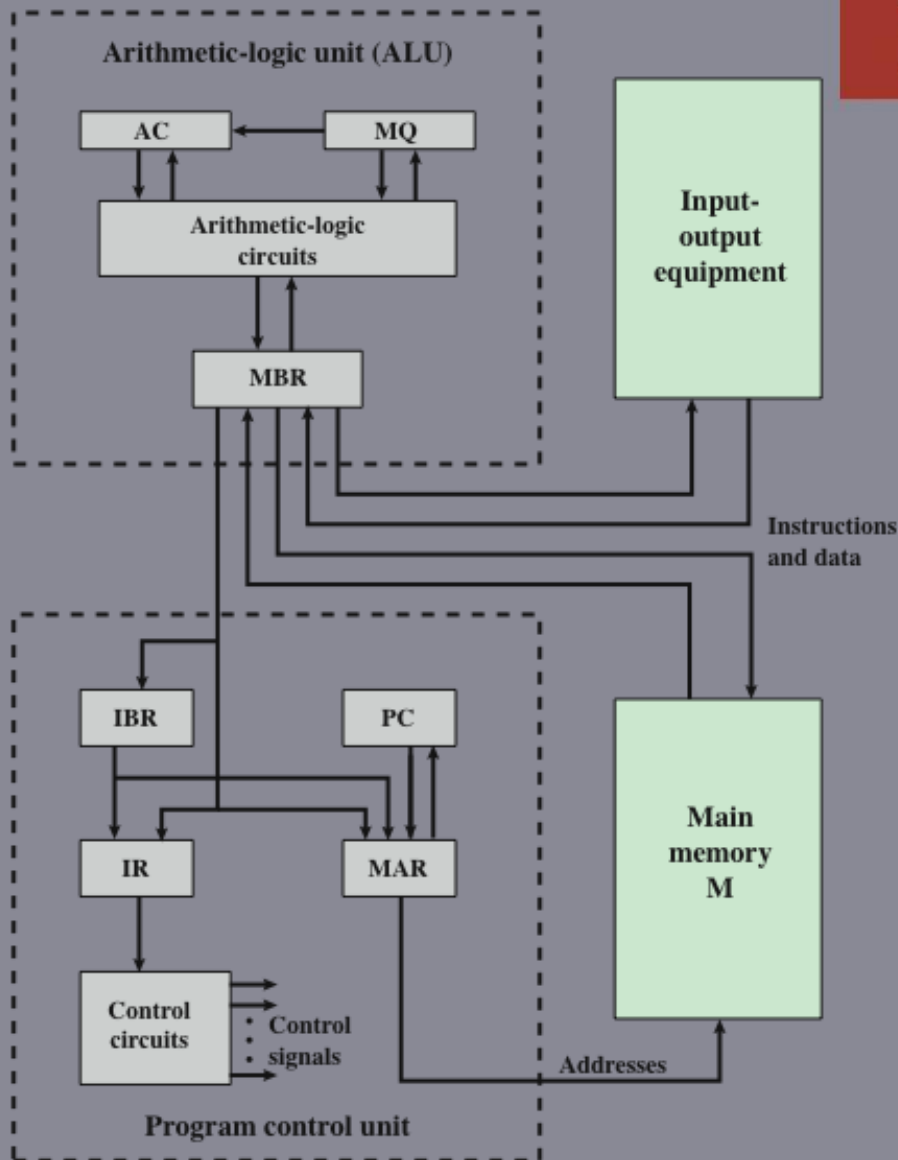 Arithmetic-logic unit (ALU)
AC
MQ
Arithmetic-logic
circuits
MBR
Input-
output
equipment
Instructions
and data
IBR
PC
IR
MAR
Main
memory
M
Control
circuits
Control
signals
Addresses
Program control unit